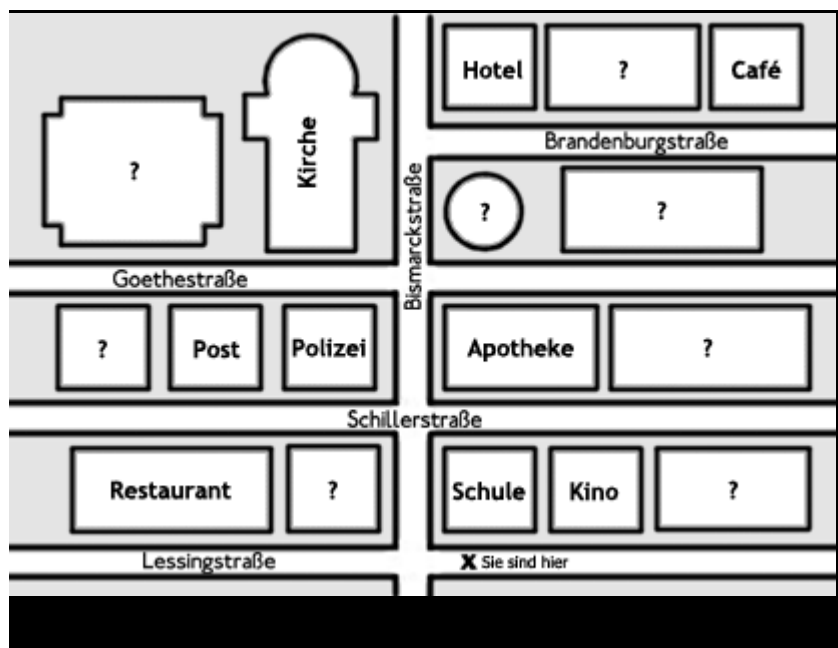 Hotel
?
Café
?
Kirche
Brandenburgstraße
?
?
Bismarckstraße
Goethestraße
?
Post
Polizei
Apotheke
?
Schillerstraße
Restaurant
?
Schule
Kino
?
Lessingstraße
X Sie sind hier